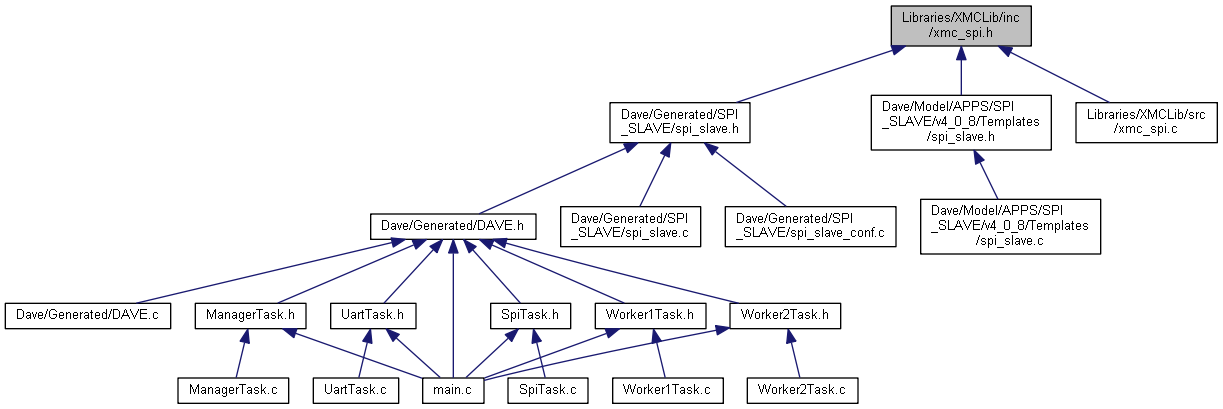 Libraries/XMCLib/inc
/xmc_spi.h
Dave/Generated/SPI
_SLAVE/spi_slave.h
Dave/Model/APPS/SPI
_SLAVE/v4_0_8/Templates
/spi_slave.h
Libraries/XMCLib/src
/xmc_spi.c
Dave/Generated/DAVE.h
Dave/Generated/SPI
_SLAVE/spi_slave.c
Dave/Generated/SPI
_SLAVE/spi_slave_conf.c
Dave/Model/APPS/SPI
_SLAVE/v4_0_8/Templates
/spi_slave.c
Dave/Generated/DAVE.c
ManagerTask.h
UartTask.h
SpiTask.h
Worker1Task.h
Worker2Task.h
ManagerTask.c
UartTask.c
main.c
SpiTask.c
Worker1Task.c
Worker2Task.c